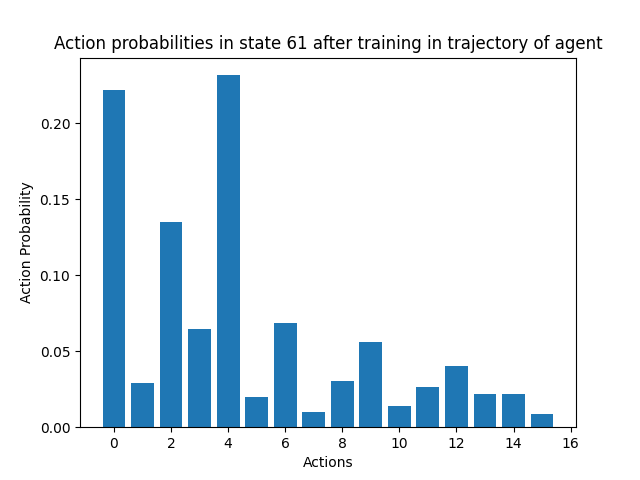 Action probabilities in state 61 after training in trajectory of agent
Action Probability
0.20
0.15
0.10
0.05
0.00
0 2 4 6 8 10 12 14 16
Actions